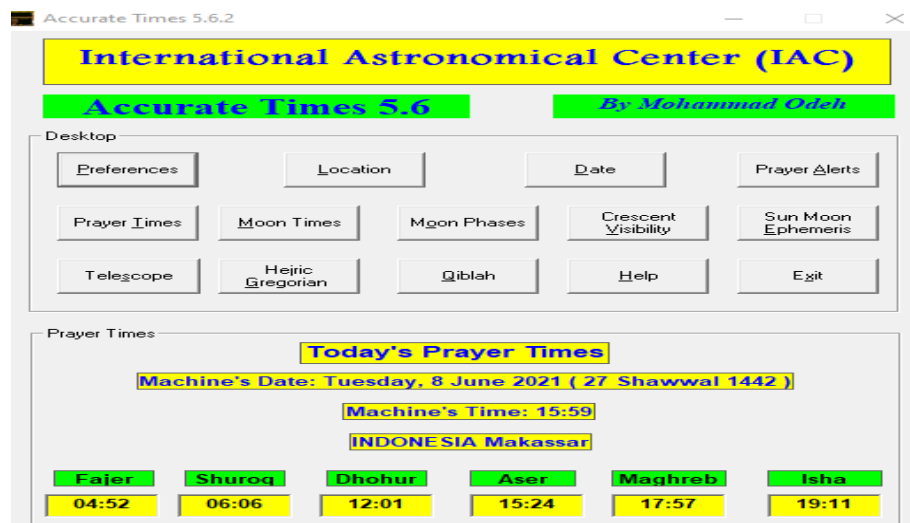 Accurate Times 5.6.2
International Astronomical Center (IAC)
Accurate Times 5.6 By Mohammad Odeh
Desktop
Preferences Location Date Prayer Alerts
Prayer Times Moon Times Moon Phases Crescent Visibility Sun Moon Ephemeris
Telescope Hejric Gregorian Qiblah Help Exit
Prayer Times
Today's Prayer Times
Machine's Date: Tuesday, 8 June 2021 ( 27 Shawwal 1442 )
Machine's Time: 15:59
INDONESIA Makassar
Fajer Shuroq Dhohur Aser Maghreb Isha
04:52 06:06 12:01 15:24 17:57 19:11